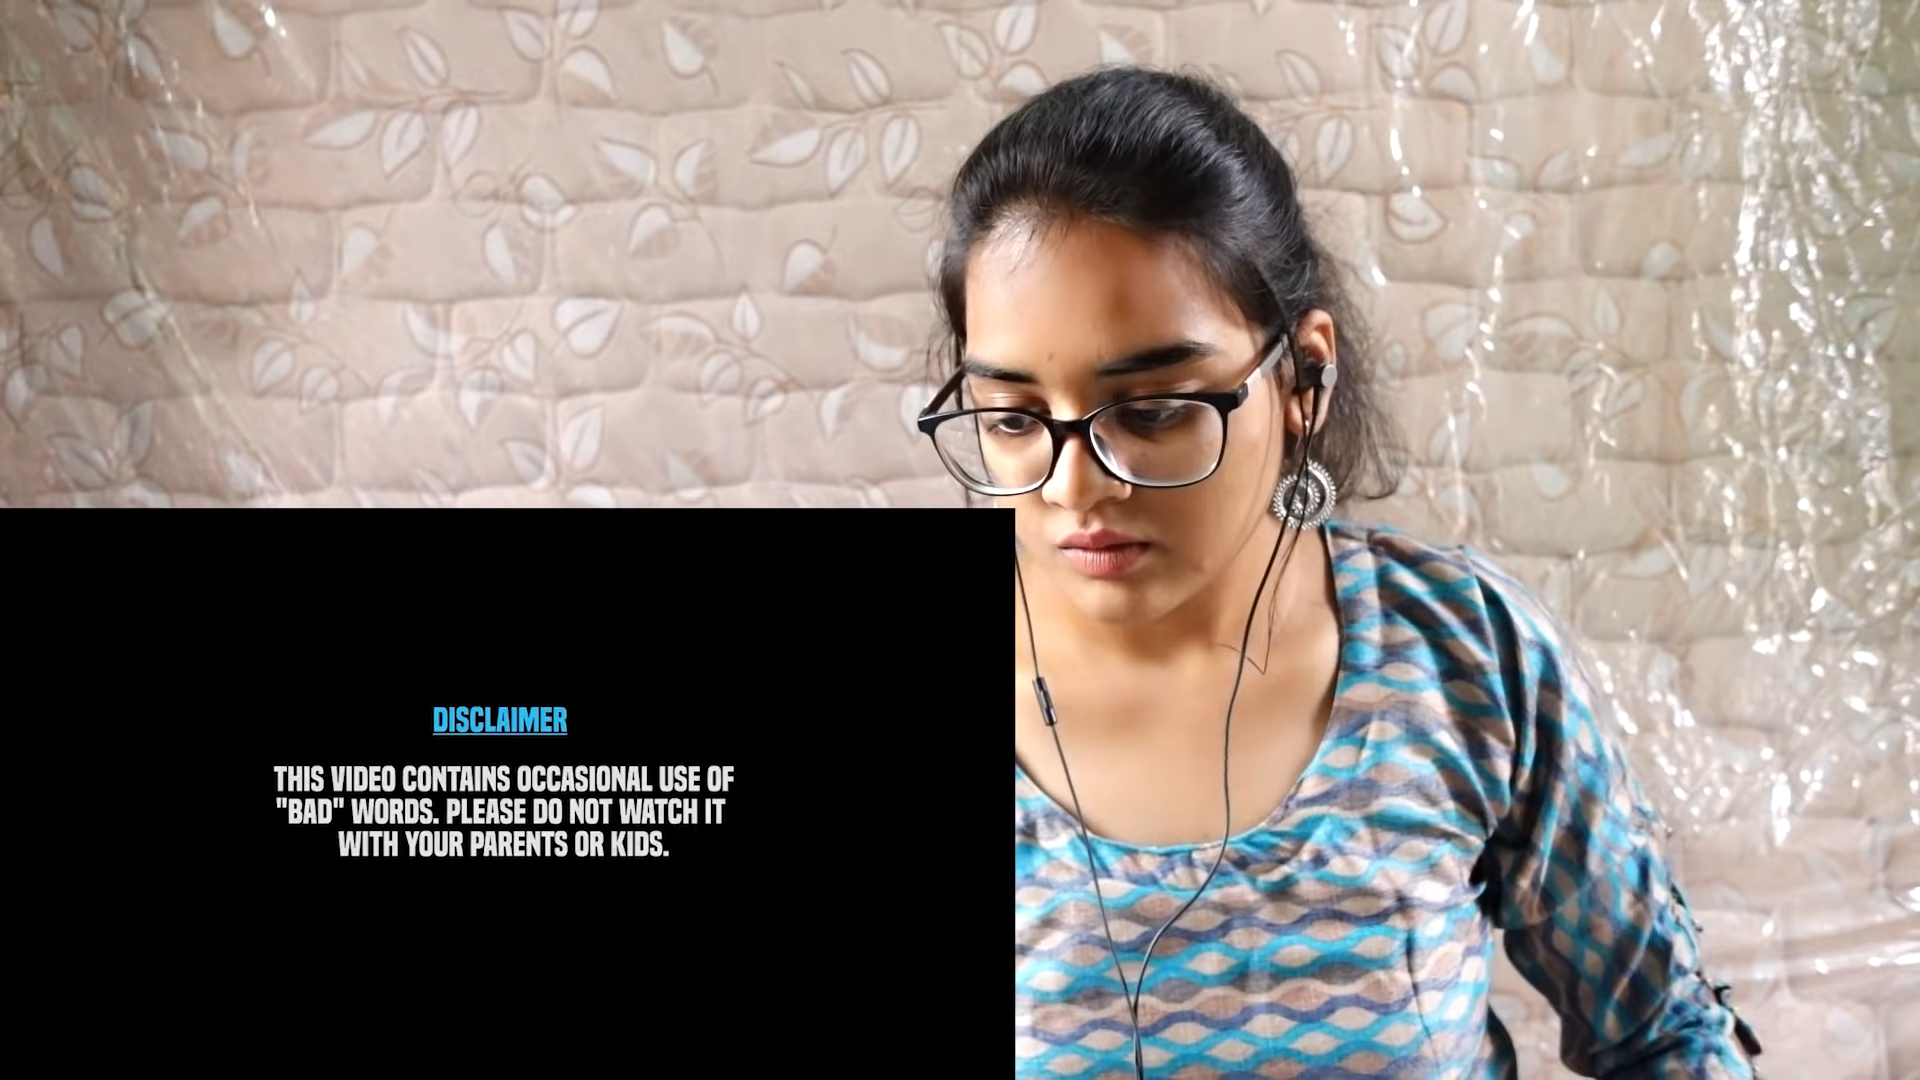 DISCLAIMER
THIS VIDEO CONTAINS OCCASIONAL USE OF
"BAD" WORDS. PLEASE DO NOT WATCH IT
WITH YOUR PARENTS OR KIDS.